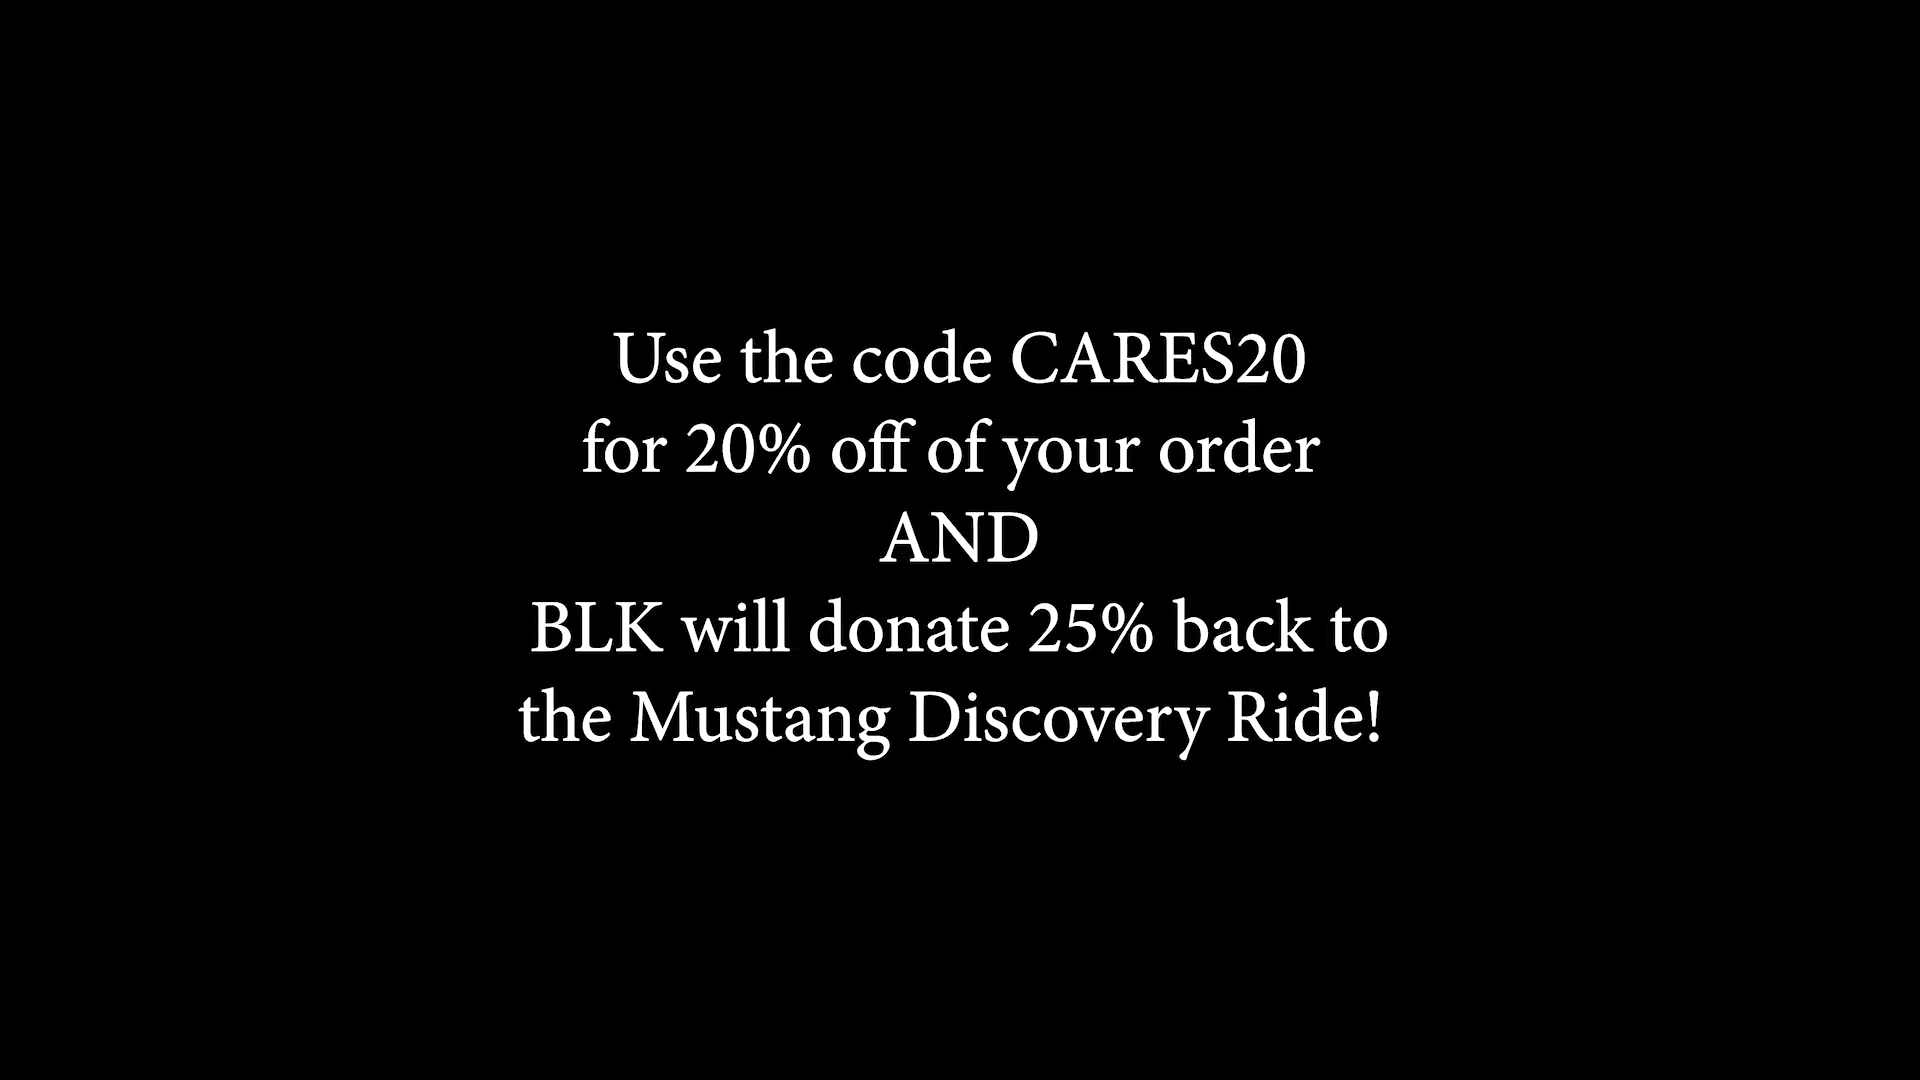 Use the code CARES20
for 20% off of your order
AND
BLK will donate 25% back to
the Mustang Discovery Ride!